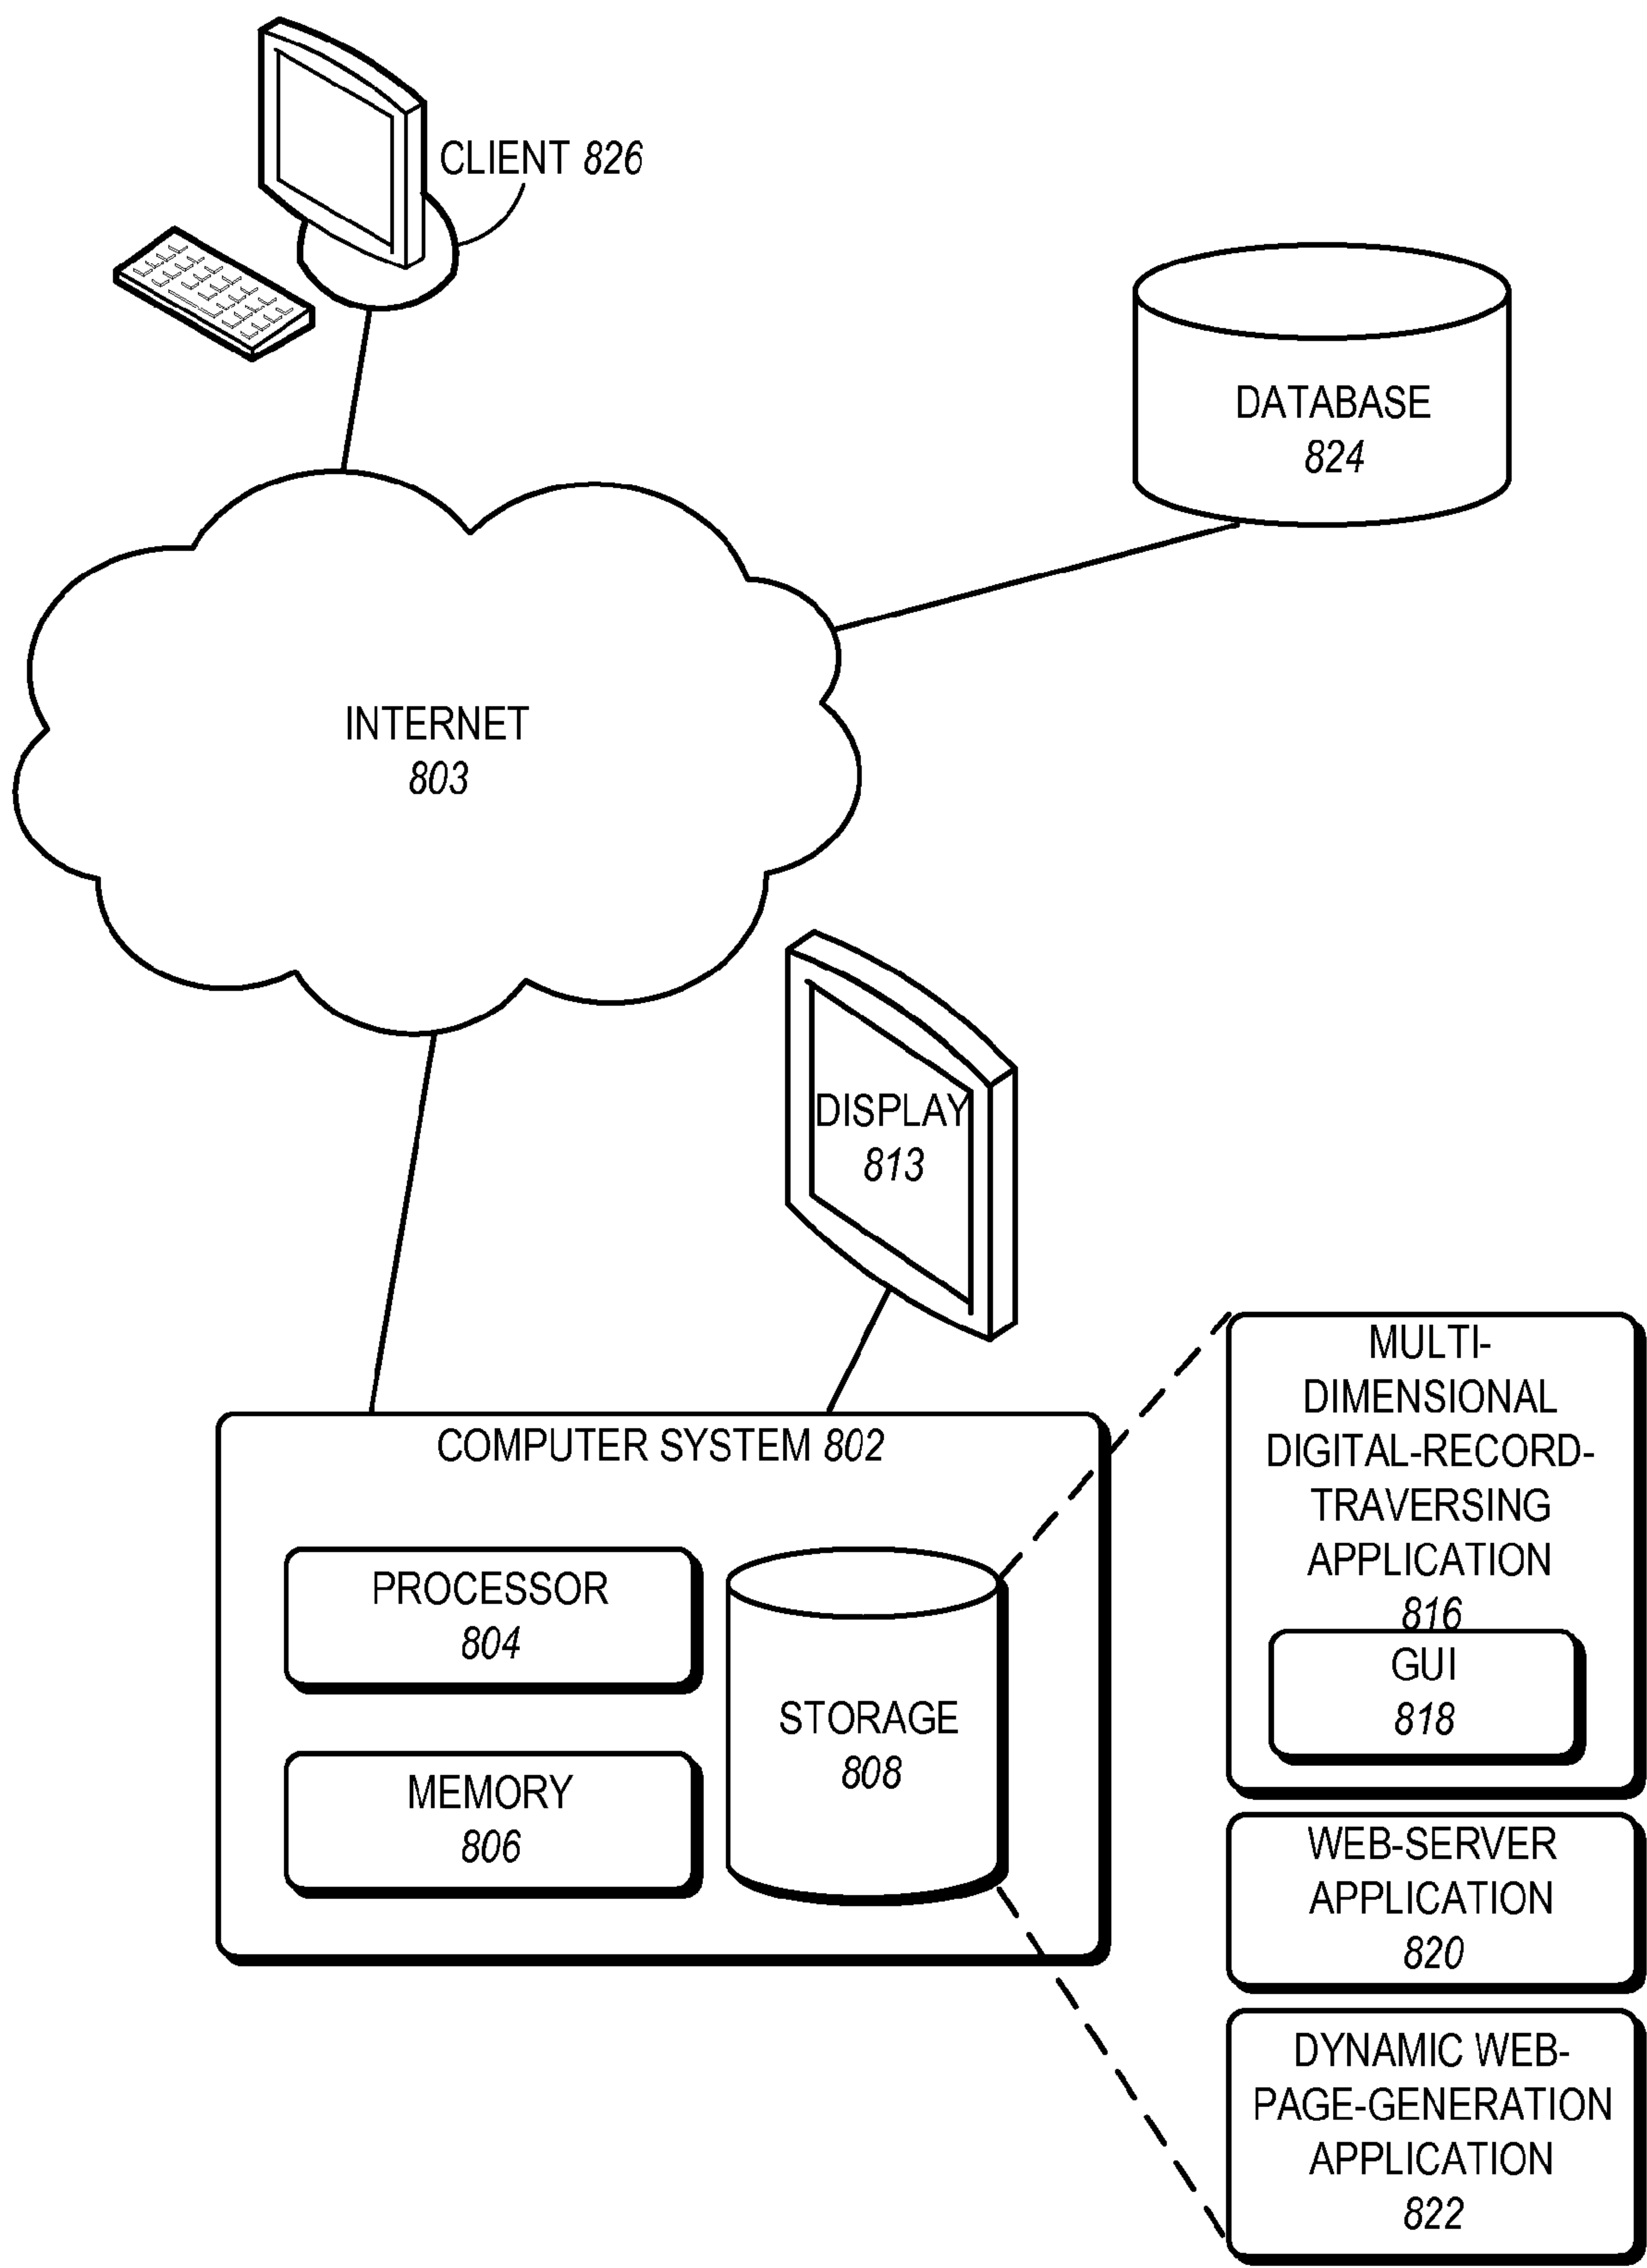 CLIENT 826
DATABASE
824
INTERNET
803
DISPLAY
813
COMPUTER SYSTEM 802
PROCESSOR
804
MEMORY
806
STORAGE
808
MULTI-
DIMENSIONAL
DIGITAL-RECORD-
TRAVERSING
APPLICATION
816
GUI
818
WEB-SERVER
APPLICATION
820
DYNAMIC WEB-
PAGE-GENERATION
APPLICATION
822